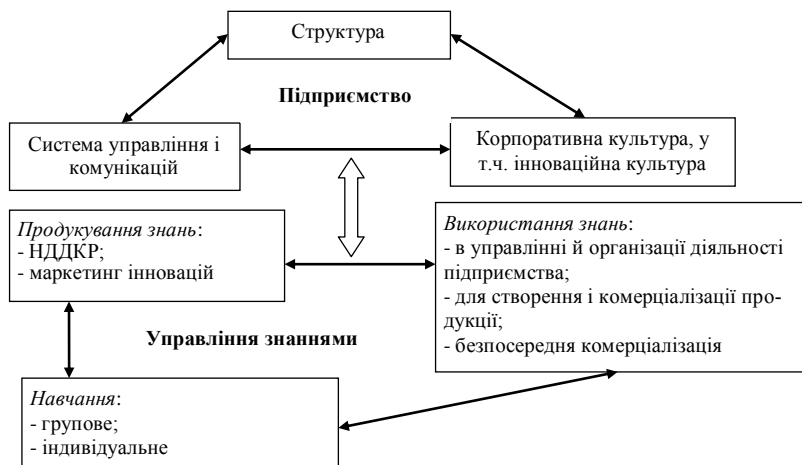 Структура
Підприємство
Система управління і
комунікацій
Корпоративна культура, у
т.ч. інноваційна культура
Продукування знань:
- НДДКР;
- маркетинг інновацій
Використання знань:
- в управлінні й організації діяльності
підприємства;
- для створення і комерціалізації про-
дукції;
- безпосередня комерціалізація
Управління знаннями
Навчання:
- групове;
- індивідуальне